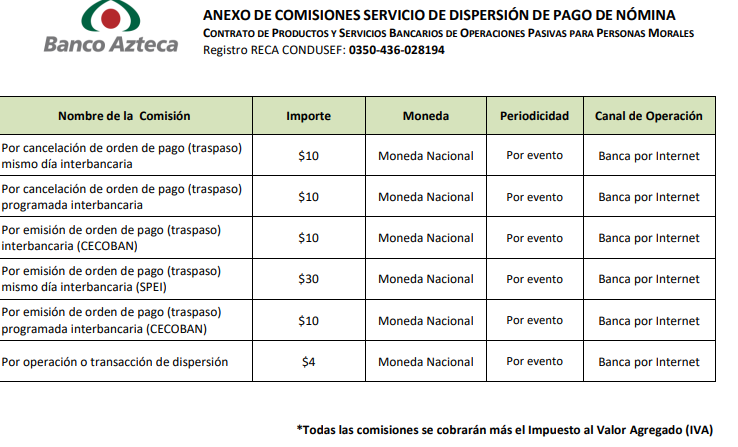 ANEXO DE COMISIONES SERVICIO DE DISPERSIÓN DE PAGO DE NÓMINA
CONTRATO DE PRODUCTOS Y SERVICIOS BANCARIOS DE OPERACIONES PASIVAS PARA PERSONAS MORALES
Banco Azteca
Registro RECA CONDUSEF: 0350-436-028194
Nombre de la Comisión Importe Moneda Periodicidad Canal de Operación
Por cancelación de orden de pago (traspaso)
mismo día interbancaria $10 Moneda Nacional Por evento Banca por Internet
Por cancelación de orden de pago (traspaso)
programada interbancaria $10 Moneda Nacional Por evento Banca por Internet
Por emisión de orden de pago (traspaso)
interbancaria (CECOBAN) $10 Moneda Nacional Por evento Banca por Internet
Por emisión de orden de pago (traspaso)
mismo día interbancaria (SPEI) $30 Moneda Nacional Por evento Banca por Internet
Por emisión de orden de pago (traspaso)
programada interbancaria (CECOBAN) $10 Moneda Nacional Por evento Banca por Internet
Por operación o transacción de dispersión $4 Moneda Nacional Por evento Banca por Internet
*Todas las comisiones se cobrarán más el Impuesto al Valor Agregado (IVA)